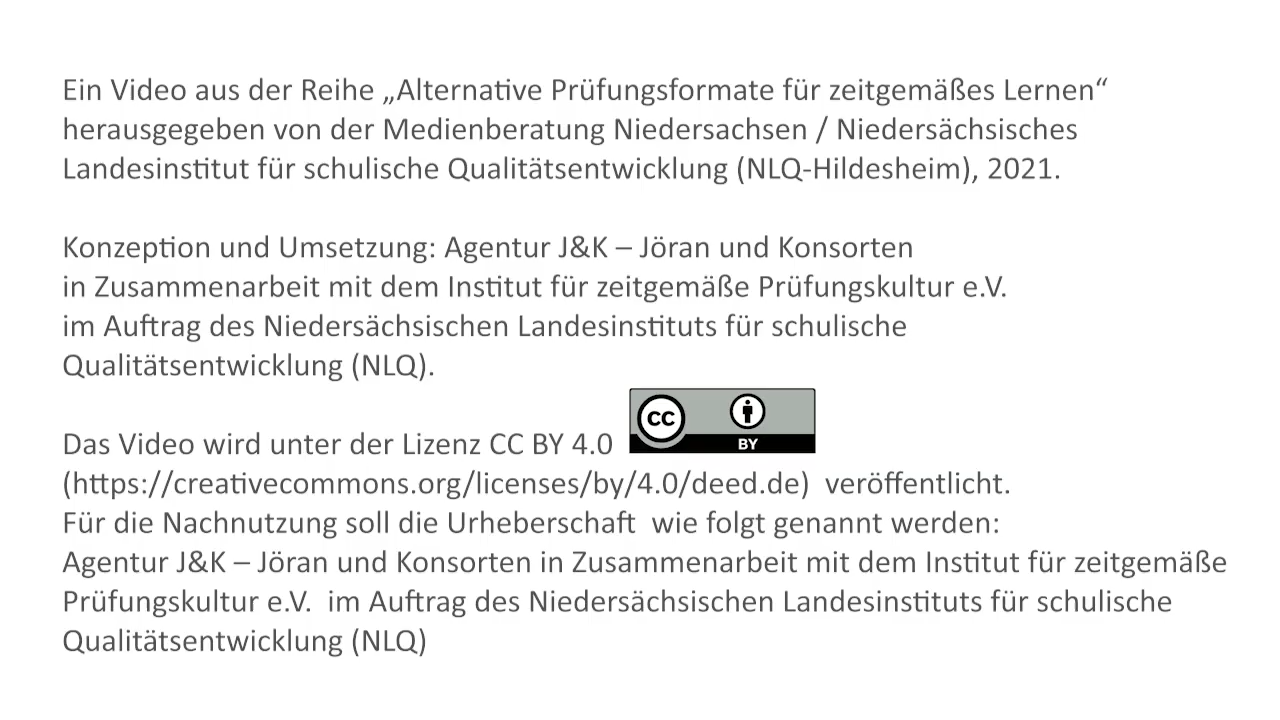 Ein Video aus der Reihe „Alternative Prüfungsformate für zeitgemäßes Lernen“
herausgegeben von der Medienberatung Niedersachsen / Niedersächsisches
Landesinstitut für schulische Qualitätsentwicklung (NLQ-Hildesheim), 2021.
Konzeption und Umsetzung: Agentur J&K – Jöran und Konsorten
in Zusammenarbeit mit dem Institut für zeitgemäße Prüfungskultur e.V.
im Auftrag des Niedersächsischen Landesinstituts für schulische
Qualitätsentwicklung (NLQ).
Das Video wird unter der Lizenz CC BY 4.0
CC
BY
(https://creativecommons.org/licenses/by/4.0/deed.de)  veröffentlicht.
Für die Nachnutzung soll die Urheberschaft  wie folgt genannt werden:
Agentur J&K – Jöran und Konsorten in Zusammenarbeit mit dem Institut für zeitgemäße
Prüfungskultur e.V.  im Auftrag des Niedersächsischen Landesinstituts für schulische
Qualitätsentwicklung (NLQ)